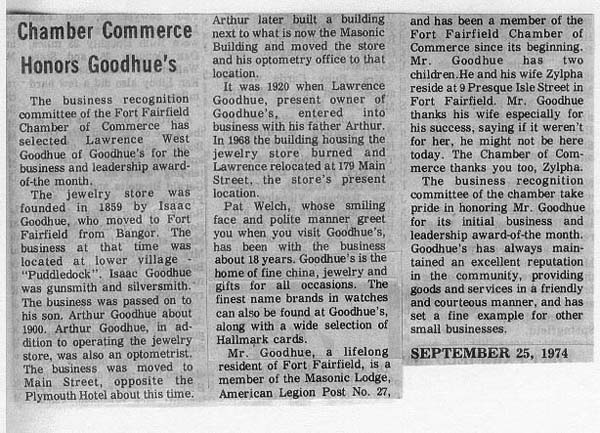 Chamber Commerce
Honors Goodhue's
The business recognition
committee of the Fort Fairfield
Chamber of Commerce has
selected Lawrence West
Goodhue of Goodhue's for the
business and leadership award-
of-the month.
The jewelry store was
founded in 1859 by Isaac
Goodhue, who moved to Fort
Fairfield from Bangor. The
business at that time was
located at lower village -
"Puddledock". Isaac Goodhue
was gunsmith and silversmith.
The business was passed on to
his son. Arthur Goodhue about
1900. Arthur Goodhue, in ad-
dition to operating the jewelry
store, was also an optometrist.
The business was moved to
Main Street, opposite the
Plymouth Hotel about this time.
Arthur later built a building
next to what is now the Masonic
Building and moved the store
and his optometry office to that
location.
It was 1920 when Lawrence
Goodhue, present owner of
Goodhue's, entered into
business with his father Arthur.
In 1968 the building housing the
jewelry store burned and
Lawrence relocated at 179 Main
Street, the store's present
location.
Pat Welch, whose smiling
face and polite manner greet
you when you visit Goodhue's,
has been with the business
about 18 years. Goodhue's is the
home of fine china, jewelry and
gifts for all occasions. The
finest name brands in watches
can also be found at Goodhue's,
along with a wide selection of
Hallmark cards.
Mr. Goodhue, a lifelong
resident of Fort Fairfield, is
a member of the Masonic Lodge,
American Legion Post No. 27,
and has been a member of the
Fort Fairfield Chamber of
Commerce since its beginning.
Mr. Goodhue has two
children.He and his wife Zylpha
reside at 9 Presque Isle Street in
Fort Fairfield. Mr. Goodhue
thanks his wife especially for
his success, saying if it weren't
for her, he might not be here
today. The Chamber of Com-
merce thanks you too, Zylpha.
The business recognition
committee of the chamber take
pride in honoring Mr. Goodhue
for its initial business and
leadership award-of-the month.
Goodhue's has always main-
tained an excellent reputation
in the community, providing
goods and services in a friendly
and courteous manner, and has
set a fine example for other
small businesses.
SEPTEMBER 25, 1974